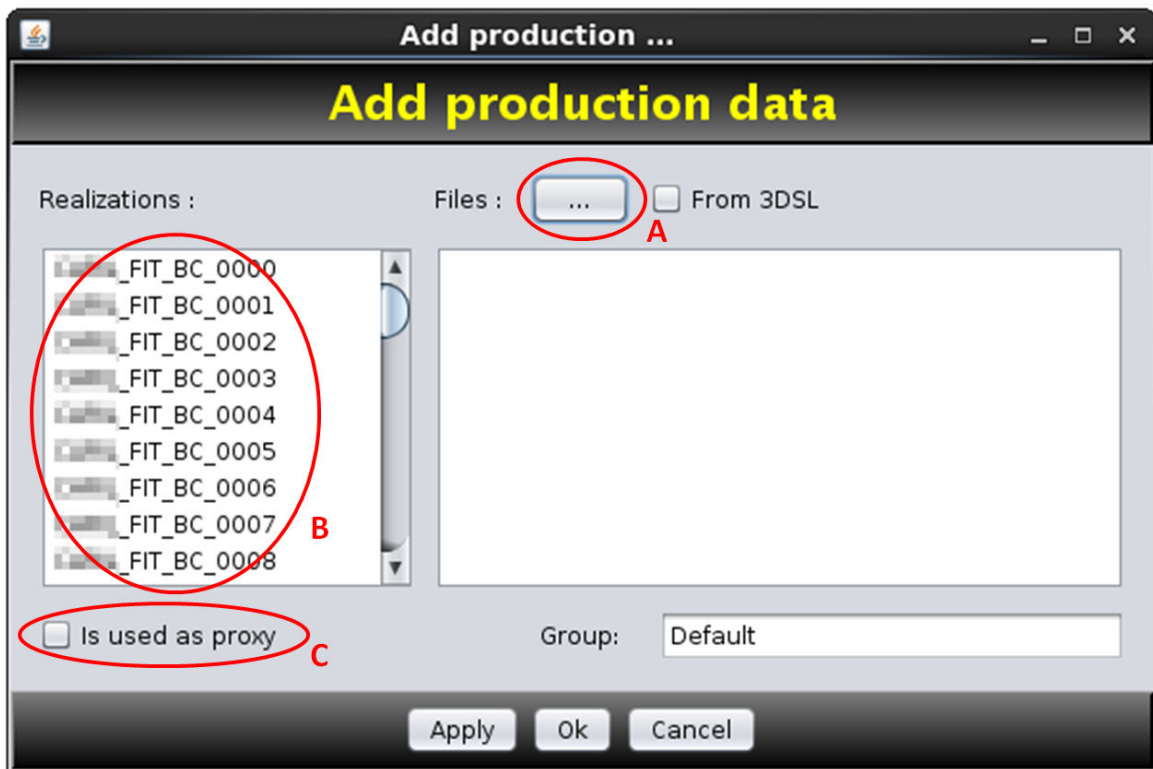 Add production ...
Add production data
Realizations :
Files : ... From 3DSL
A
_FIT_BC_0000
_FIT_BC_0001
_FIT_BC_0002
_FIT_BC_0003
_FIT_BC_0004
_FIT_BC_0005
_FIT_BC_0006
_FIT_BC_0007
_FIT_BC_0008
B
Is used as proxy
C
Group: Default
Apply Ok Cancel